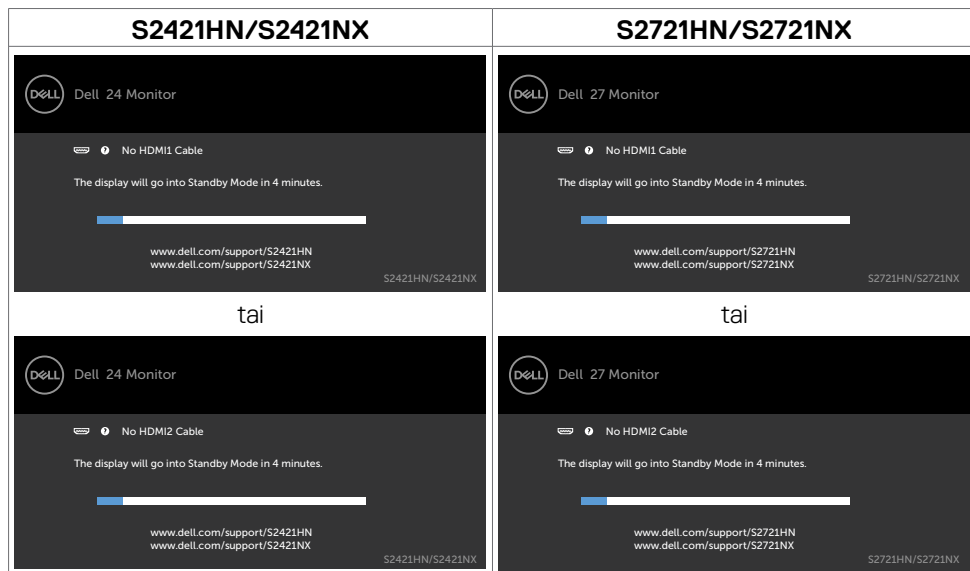 S2421HN/S2421NX
S2721HN/S2721NX
DELL
Dell 24 Monitor
No HDMI1 Cable
The display will go into Standby Mode in 4 minutes.
www.dell.com/support/S2421HN
www.dell.com/support/S2421NX
S2421HN/S2421NX
DELL
Dell 27 Monitor
No HDMI1 Cable
The display will go into Standby Mode in 4 minutes.
www.dell.com/support/S2721HN
www.dell.com/support/S2721NX
S2721HN/S2721NX
tai
tai
DELL
Dell 24 Monitor
? No HDMI2 Cable
The display will go into Standby Mode in 4 minutes.
www.dell.com/support/S2421HN
www.dell.com/support/S2421NX
S2421HN/S2421NX
DELL
Dell 27 Monitor
? No HDMI2 Cable
The display will go into Standby Mode in 4 minutes.
www.dell.com/support/S2721HN
www.dell.com/support/S2721NX
S2721HN/S2721NX